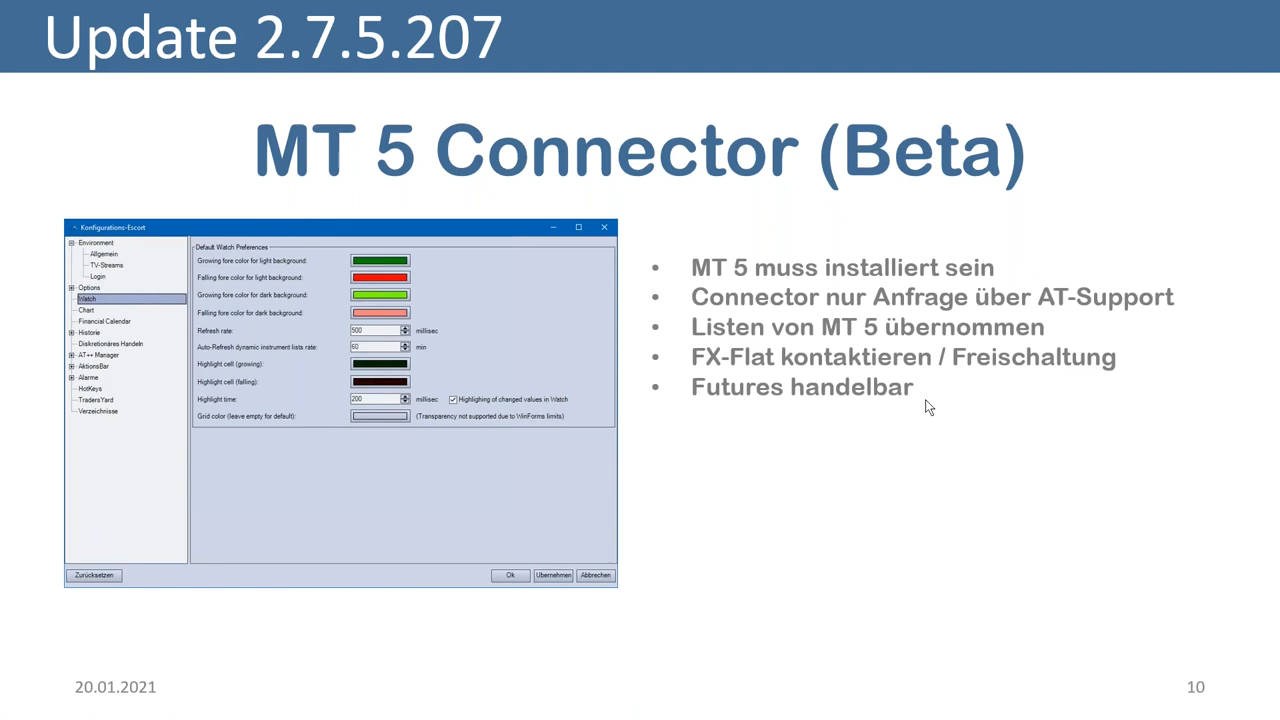 Update 2.7.5.207
MT 5 Connector (Beta)
Konfigurations-Escort
Environment
Allgemein
TV-Streams
Login
Options
Watch
Chart
Financial Calendar
Historie
Diskretionäres Handeln
AT++ Manager
AktionsBar
Alarme
HotKeys
TradersYard
Verzeichnisse
Default Watch Preferences
Growing fore color for light background:
Falling fore color for light background:
Growing fore color for dark background:
Falling fore color for dark background:
Refresh rate: 500 millisec
Auto-Refresh dynamic instrument lists rate: 60 min
Highlight cell (growing):
Highlight cell (falling):
Highlight time: 200 millisec Highlighing of changed values in Watch
Grid color (leave empty for default): (Transparency not supported due to WinForms limits)
Zurücksetzen Ok Übernehmen Abbrechen
• MT 5 muss installiert sein
• Connector nur Anfrage über AT-Support
• Listen von MT 5 übernommen
• FX-Flat kontaktieren / Freischaltung
• Futures handelbar
20.01.2021
10